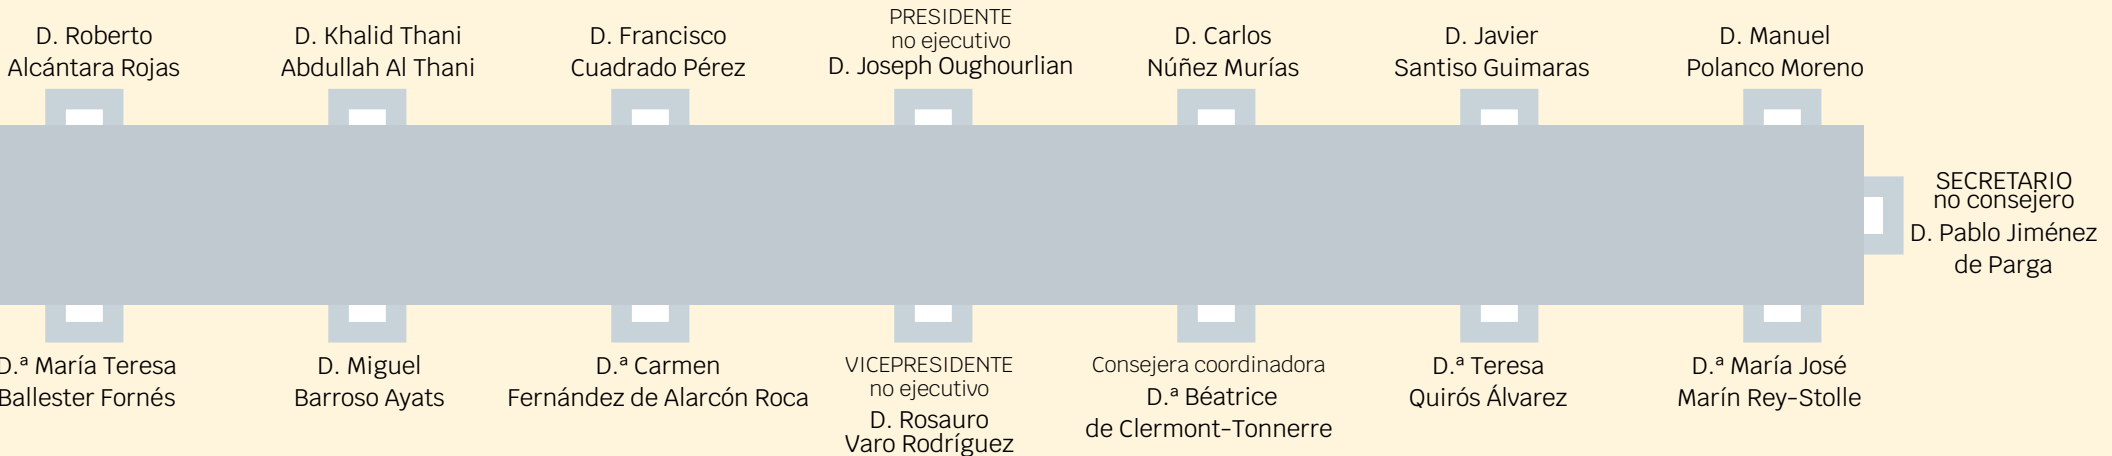 D. Roberto
Alcántara Rojas
D. Khalid Thani
Abdullah Al Thani
D. Francisco
Cuadrado Pérez
PRESIDENTE
no ejecutivo
D. Joseph Oughourlian
D. Carlos
Núñez Murías
D. Javier
Santiso Guimaras
D. Manuel
Polanco Moreno
SECRETARIO
no consejero
D. Pablo Jiménez
de Parga
D.ª María Teresa
Ballester Fornés
D. Miguel
Barroso Ayats
D.ª Carmen
Fernández de Alarcón Roca
VICEPRESIDENTE
no ejecutivo
D. Rosauro
Varo Rodríguez
Consejera coordinadora
D.ª Béatrice
de Clermont-Tonnerre
D.ª Teresa
Quirós Álvarez
D.ª María José
Marín Rey-Stolle